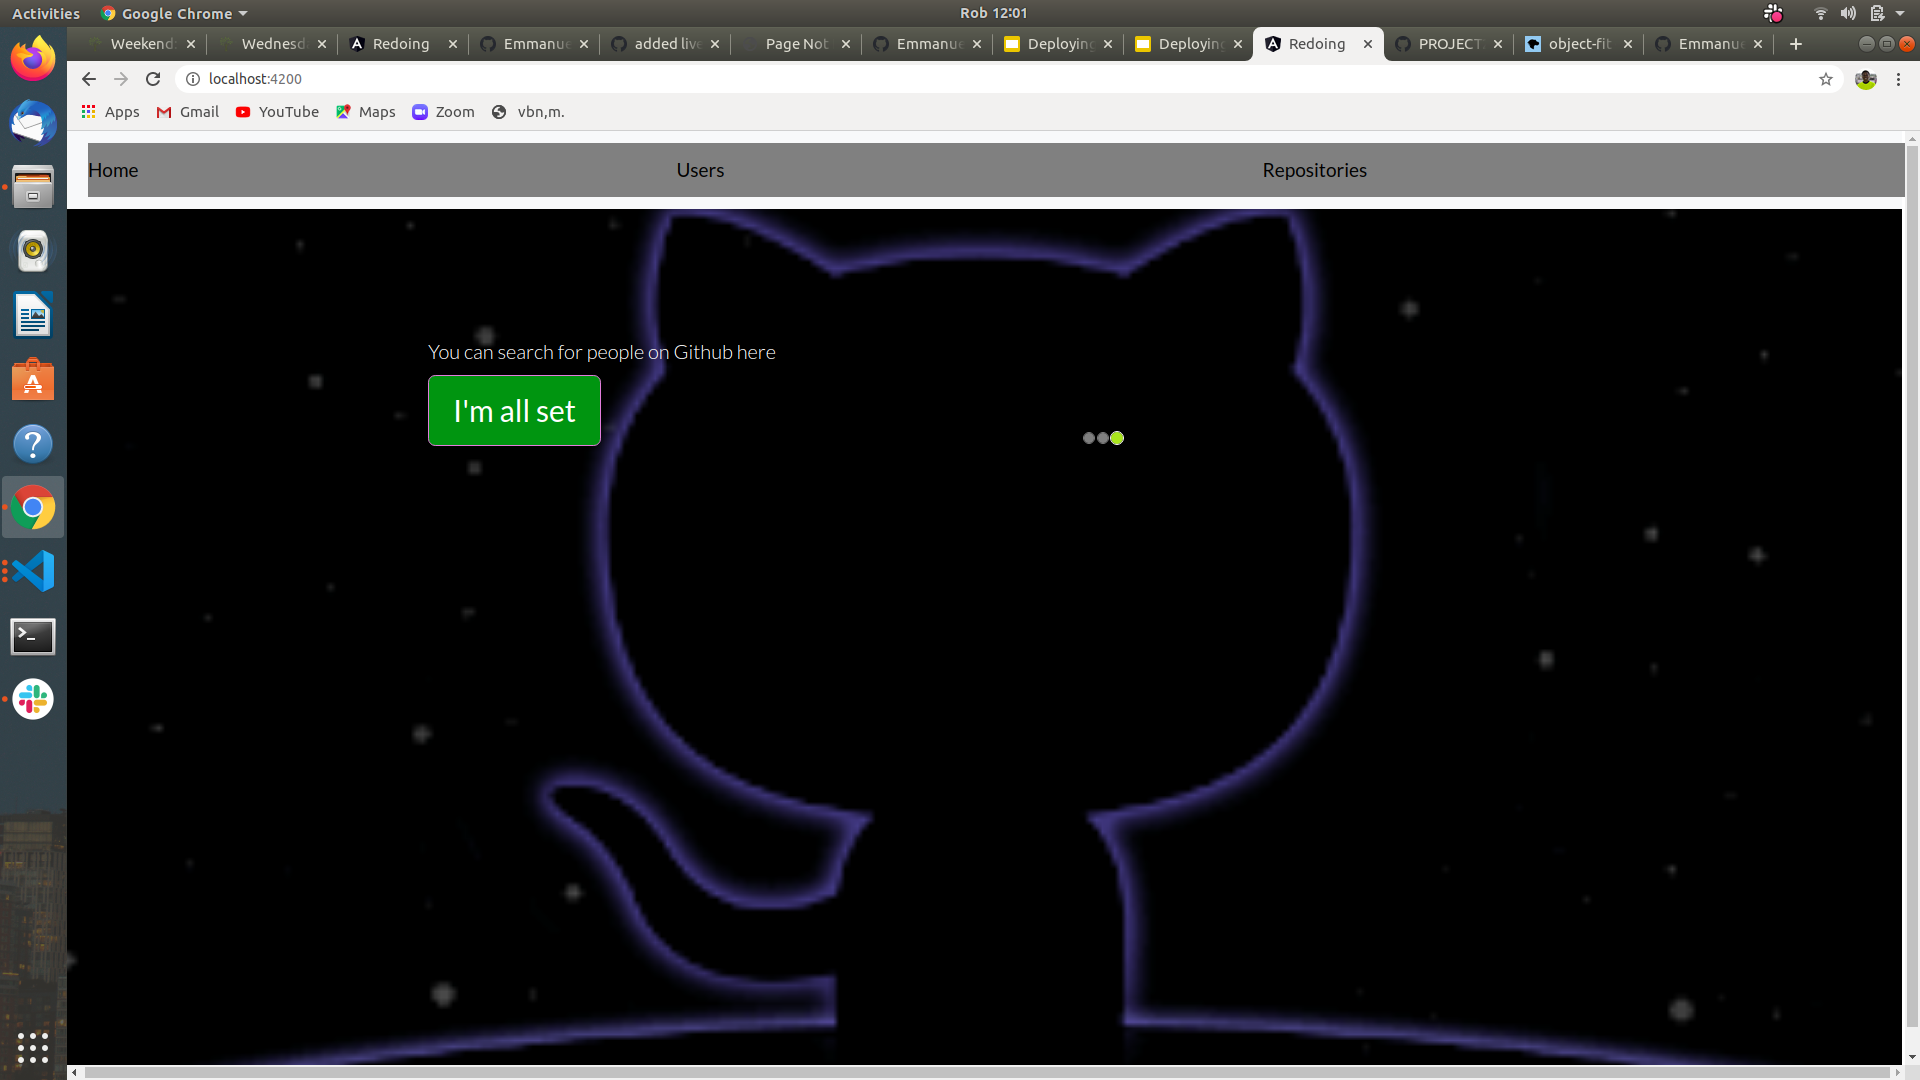 Activities Google Chrome Rob 12:01
Weekend Wednesd Redoing Emmanue added live Page Not Emmanue Deploying Deploying Redoing PROJECT object-fit Emmanue
localhost:4200
Apps Gmail YouTube Maps Zoom vbn,m.
Home Users Repositories
You can search for people on Github here
I'm all set